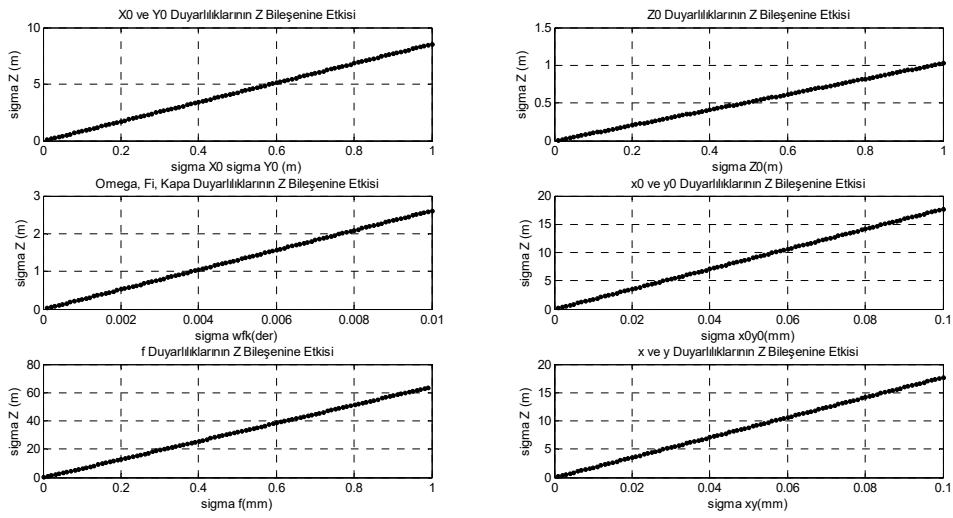 X0 ve Y0 Duyarlılıklarının Z Bileşenine Etkisi
sigma Z (m)
10
5
0
0 0.2 0.4 0.6 0.8 1
sigma X0 sigma Y0 (m)
Z0 Duyarlılıklarının Z Bileşenine Etkisi
sigma Z (m)
1.5
1
0.5
0
0 0.2 0.4 0.6 0.8 1
sigma Z0(m)
Omega, Fi, Kapa Duyarlılıklarının Z Bileşenine Etkisi
sigma Z (m)
3
2
1
0
0 0.002 0.004 0.006 0.008 0.01
sigma wfk(der)
x0 ve y0 Duyarlılıklarının Z Bileşenine Etkisi
sigma Z (m)
20
15
10
5
0
0 0.02 0.04 0.06 0.08 0.1
sigma x0y0(mm)
f Duyarlıklarının Z Bileşenine Etkisi
sigma Z (m)
80
60
40
20
0
0 0.2 0.4 0.6 0.8 1
sigma f(mm)
x ve y Duyarlılıklarının Z Bileşenine Etkisi
sigma Z (m)
20
15
10
5
0
0 0.02 0.04 0.06 0.08 0.1
sigma xy(mm)